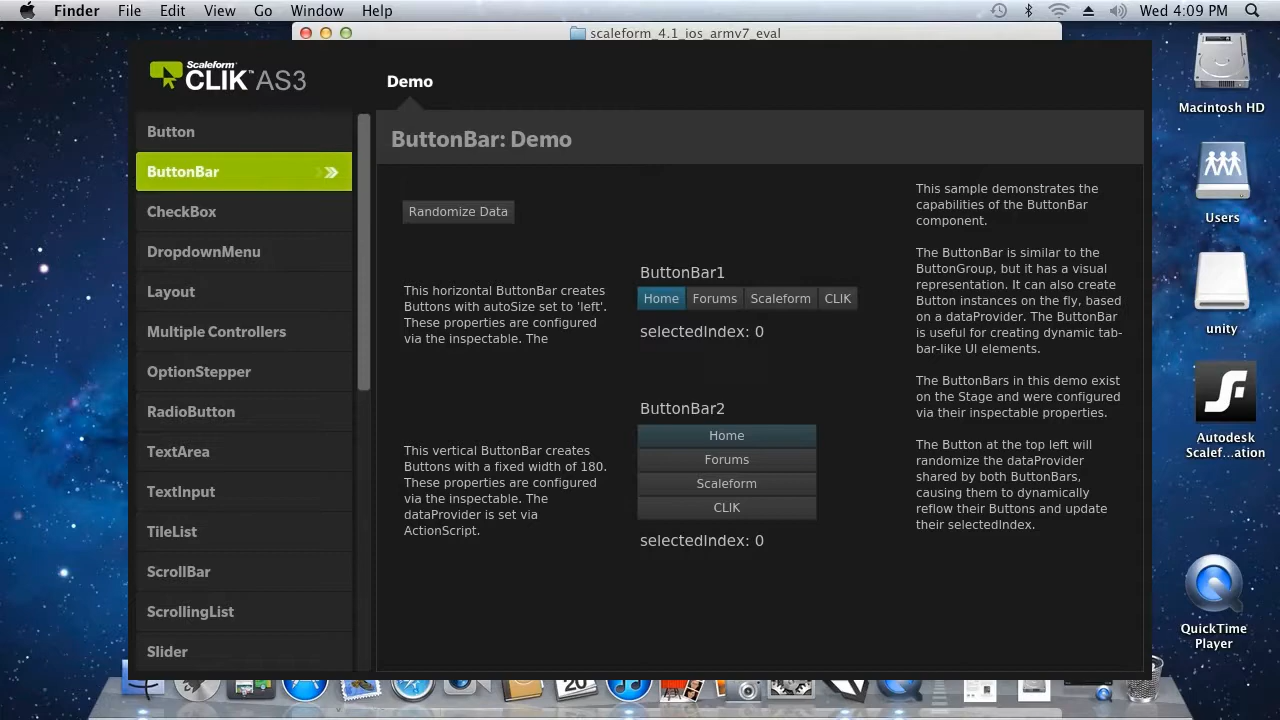 Finder File Edit View Go Window Help
Wed 4:09 PM
scaleform_4.1_ios_armv7_eval
Scaleform
CLIK™ AS3
Demo
Button
ButtonBar
CheckBox
DropdownMenu
Layout
Multiple Controllers
OptionStepper
RadioButton
TextArea
TextInput
TileList
ScrollBar
ScrollingList
Slider
ButtonBar: Demo
Randomize Data
This horizontal ButtonBar creates
Buttons with autoSize set to 'left'.
These properties are configured
via the inspectable. The
ButtonBar1
Home Forums Scaleform CLIK
selectedIndex: 0
This vertical ButtonBar creates
Buttons with a fixed width of 180.
These properties are configured
via the inspectable. The
dataProvider is set via
ActionScript.
ButtonBar2
Home
Forums
Scaleform
CLIK
selectedIndex: 0
This sample demonstrates the
capabilities of the ButtonBar
component.
The ButtonBar is similar to the
ButtonGroup, but it has a visual
representation. It can also create
Button instances on the fly, based
on a dataProvider. The ButtonBar
is useful for creating dynamic tab-
bar-like UI elements.
The ButtonBars in this demo exist
on the Stage and were configured
via their inspectable properties.
The Button at the top left will
randomize the dataProvider
shared by both ButtonBars,
causing them to dynamically
reflow their Buttons and update
their selectedIndex.
Macintosh HD
Users
unity
Autodesk
Scalef...ation
QuickTime
Player
20